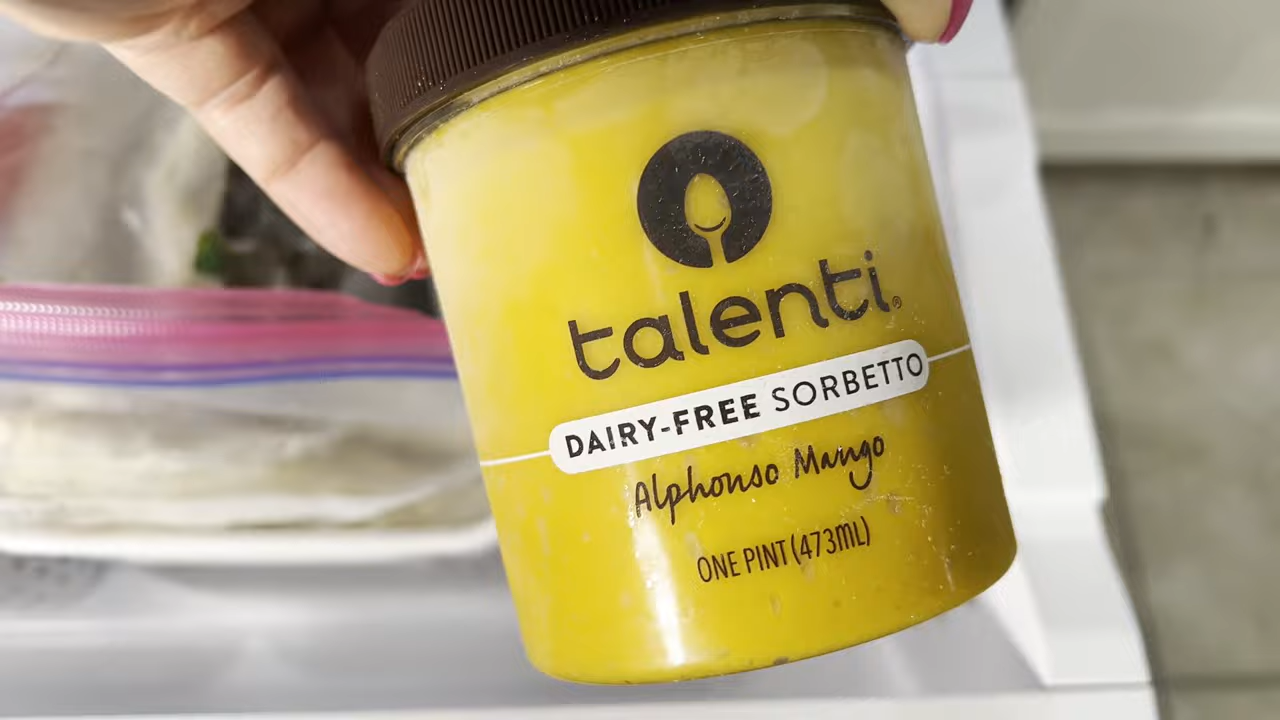 talenti®
DAIRY-FREE SORBETTO
Alphonso Mango
ONE PINT (473mL)